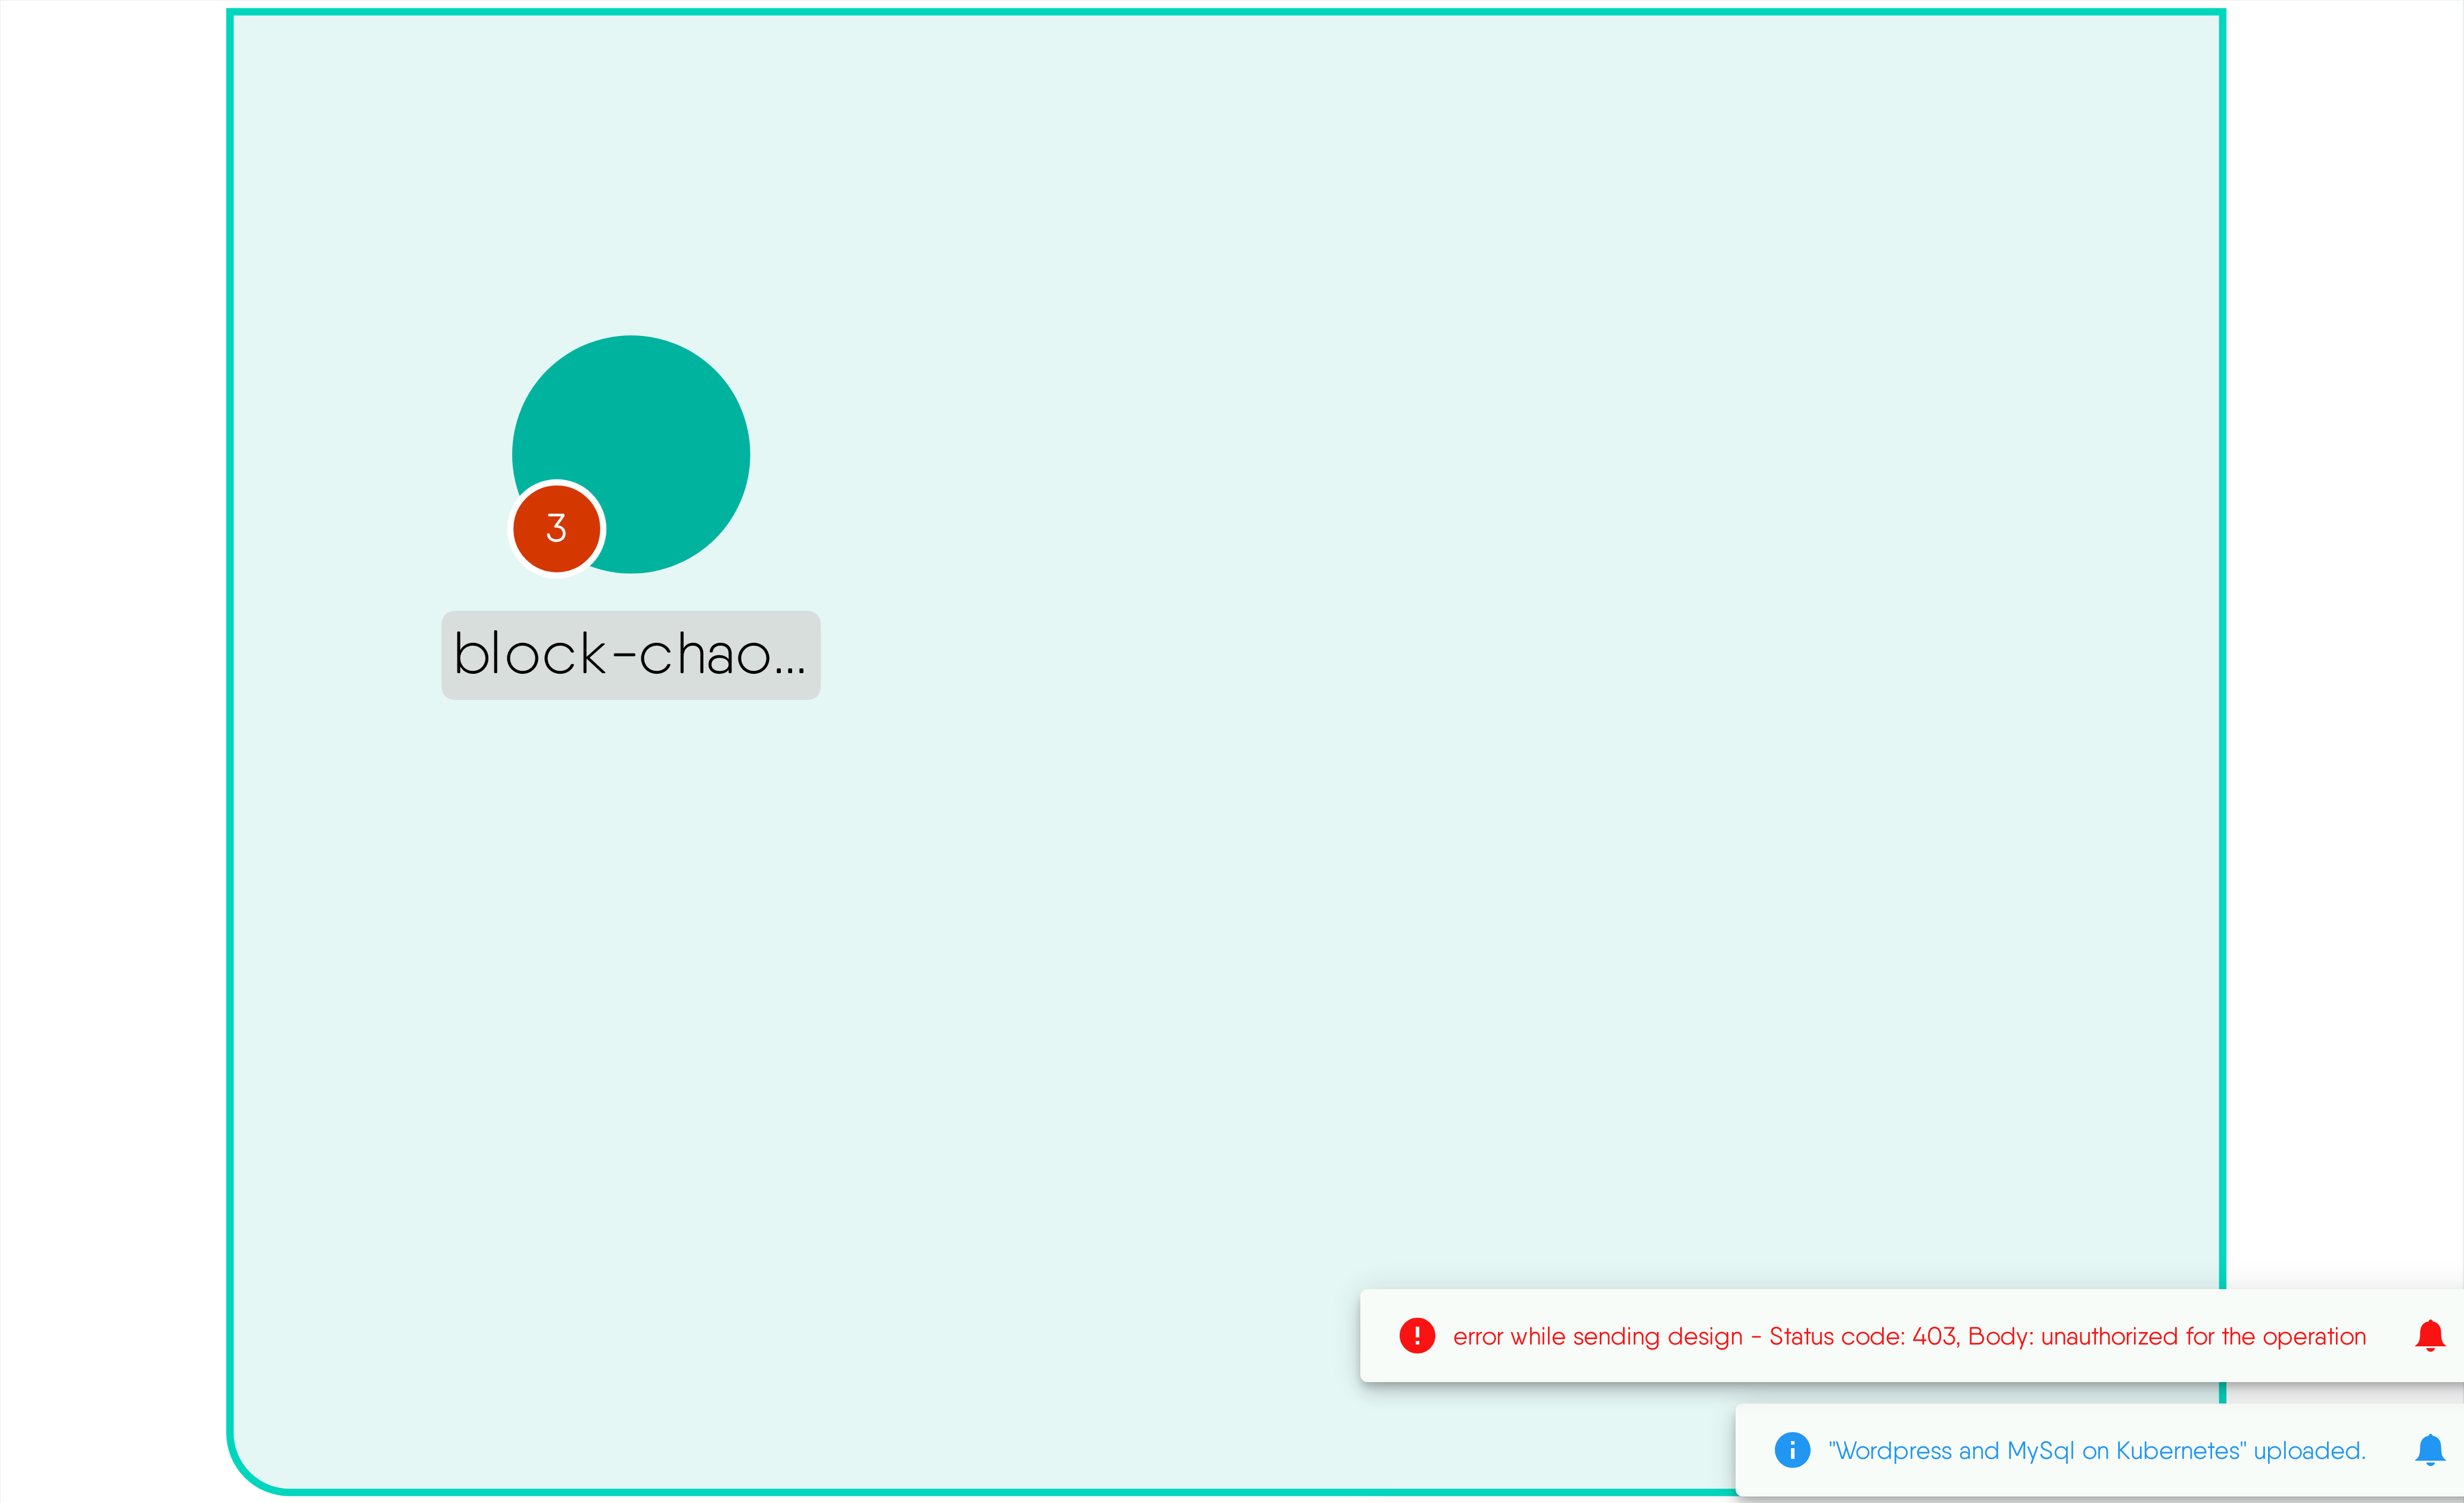 3
block-chao...
error while sending design - Status code: 403, Body: unauthorized for the operation
"Wordpress and MySql on Kubernetes" uploaded.